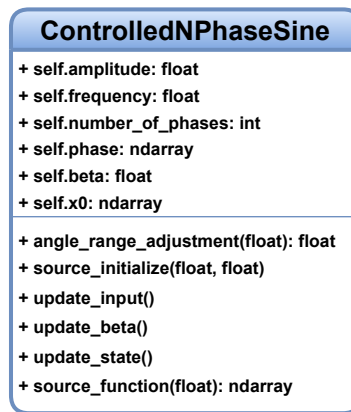 ControlledNPhaseSine
+ self.amplitude: float
+ self.frequency: float
+ self.number_of_phases: int
+ self.phase: ndarray
+ self.beta: float
+ self.x0: ndarray
+ angle_range_adjustment(float): float
+ source_initialize(float, float)
+ update_input()
+ update_beta()
+ update_state()
+ source_function(float): ndarray